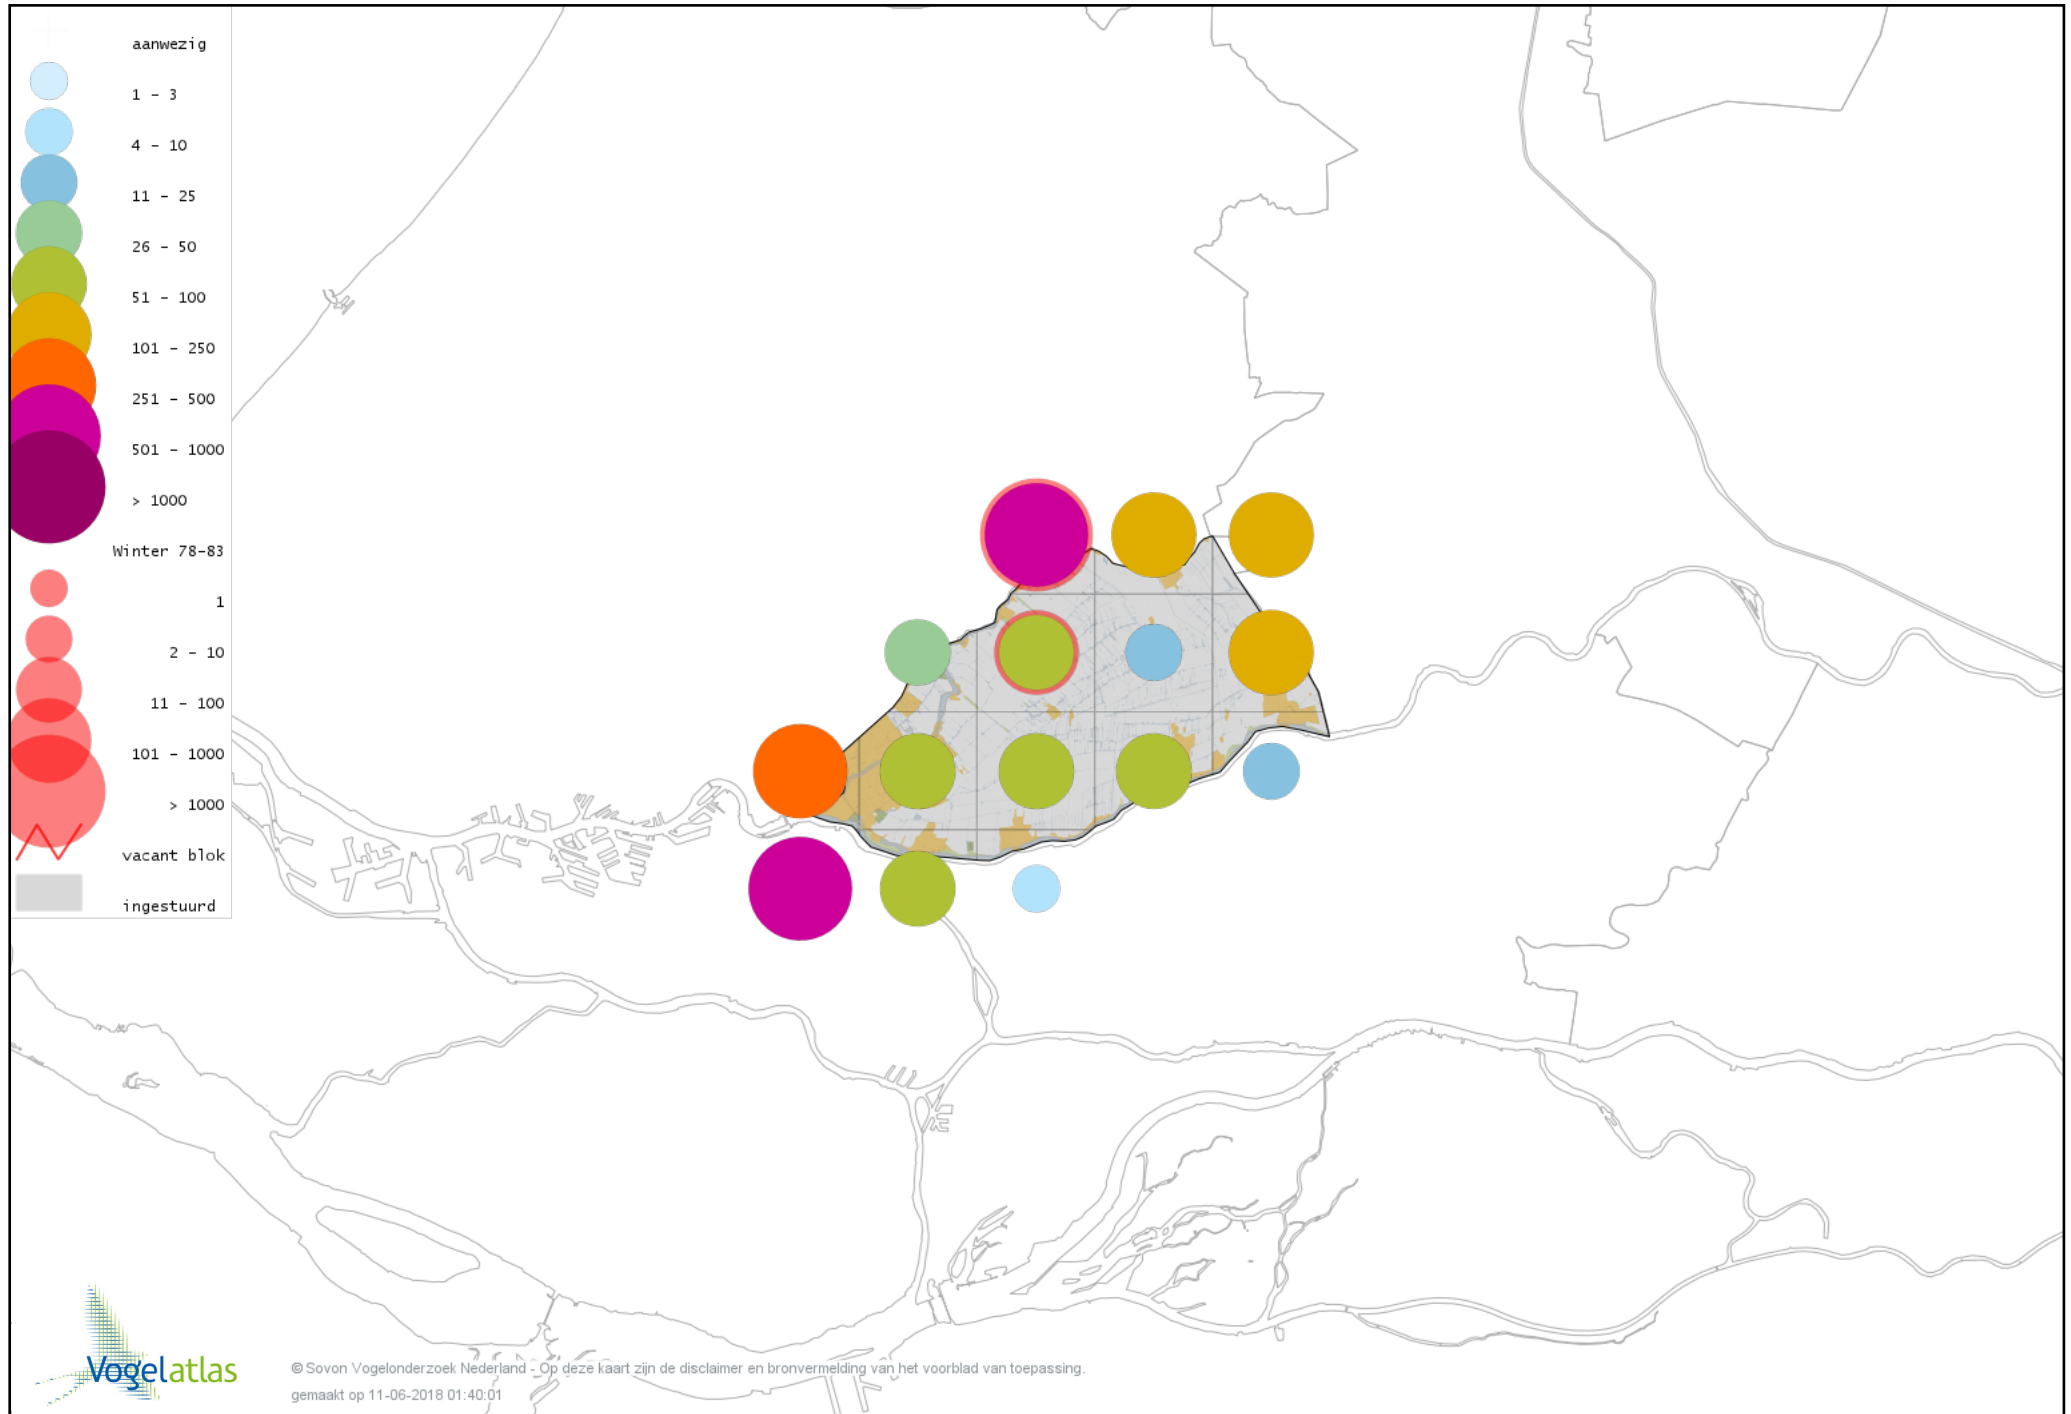 aanwezig
1 - 3
4 - 10
11 - 25
26 - 50
51 - 100
101 - 250
251 - 500
501 - 1000
> 1000
Winter 78-83
1
2 - 10
11 - 100
101 - 1000
> 1000
vacant blok
ingestuurd
Vogelatlas
© Sovon Vogelonderzoek Nederland - Op deze kaart zijn de disclaimer en bronvermelding van het voorblad van toepassing.
gemaakt op 11-06-2018 01:40:01